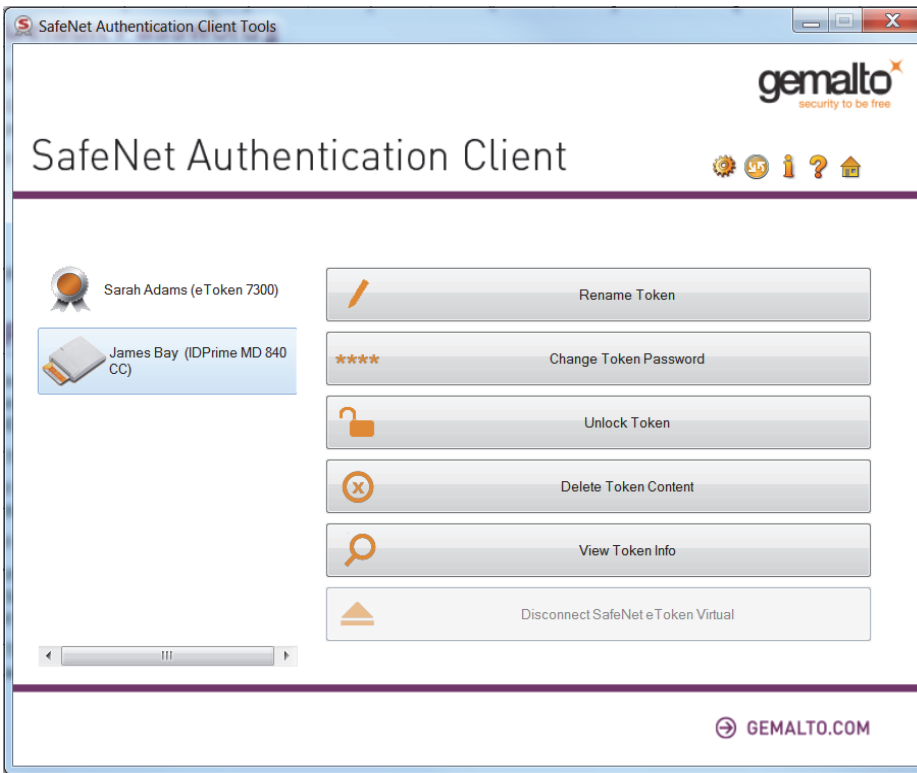 SafeNet Authentication Client Tools
gemalto
security to be free
SafeNet Authentication Client
Sarah Adams (eToken 7300)
James Bay (IDPrime MD 840
CC)
Rename Token
**** Change Token Password
Unlock Token
Delete Token Content
View Token Info
Disconnect SafeNet eToken Virtual
GEMALTO.COM